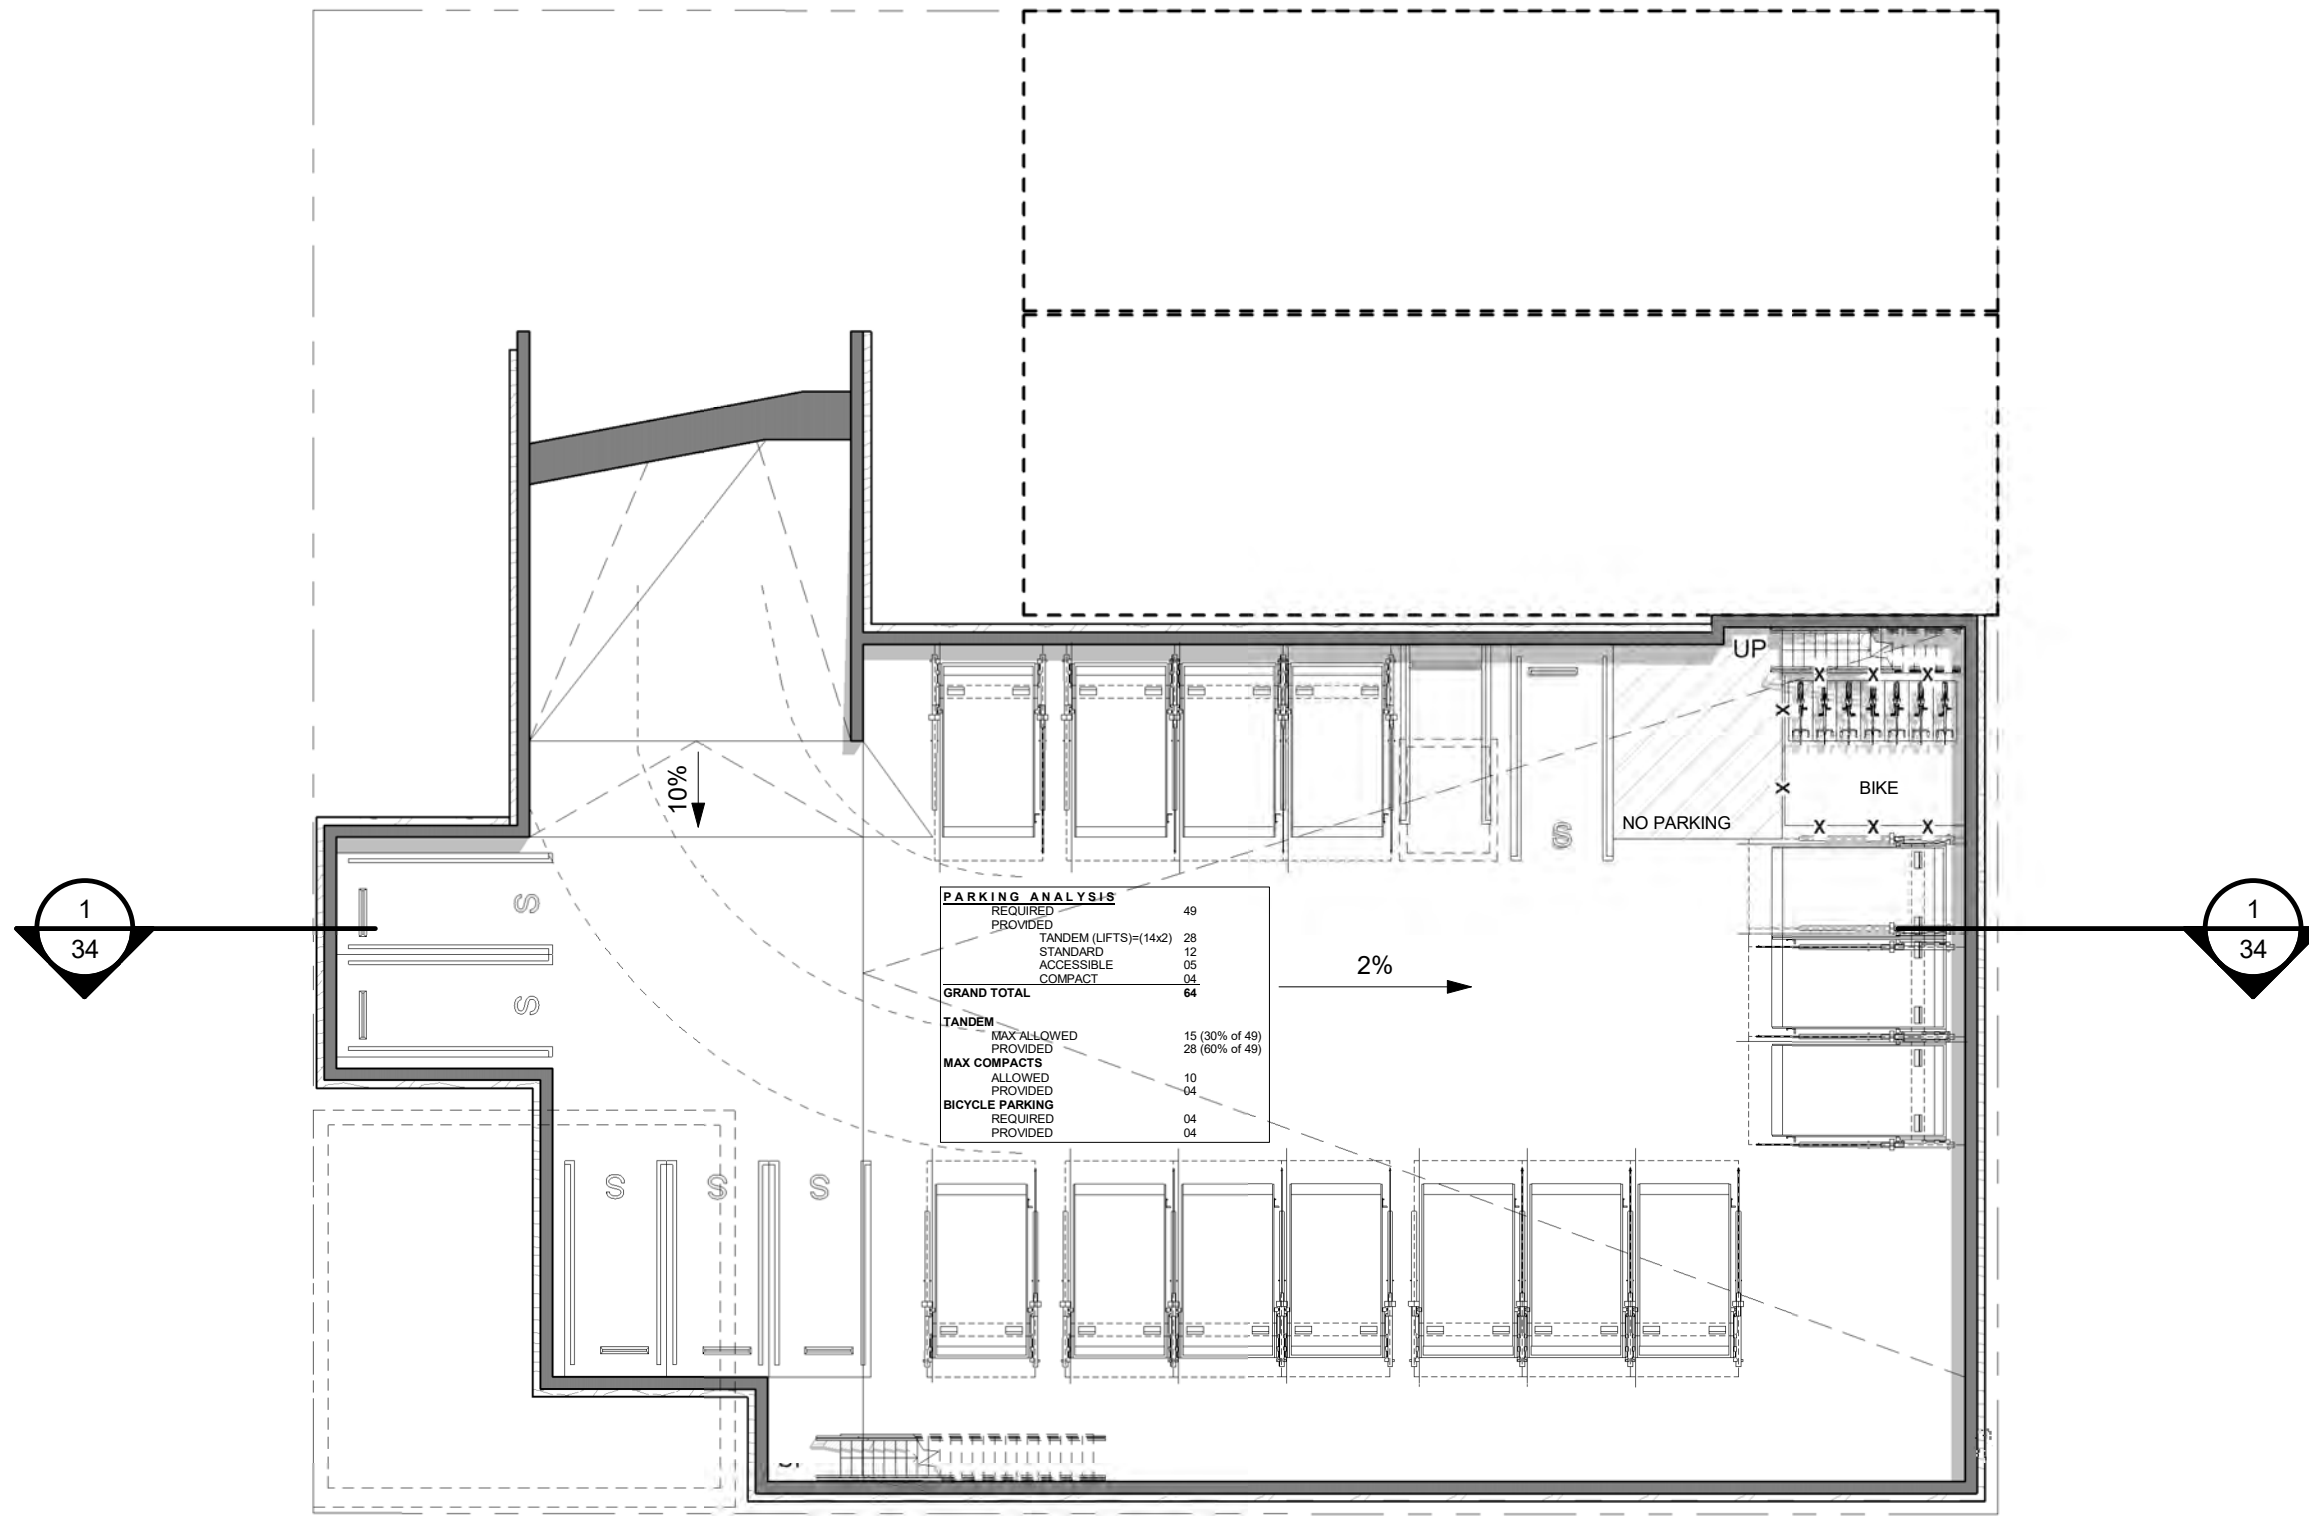 UP
10%
BIKE
NO PARKING
S
S
S
1
34
1
34
PARKING ANALYSIS
REQUIRED 49
PROVIDED
TANDEM (LIFTS)=(14x2) 28
STANDARD 12
ACCESSIBLE 05
COMPACT 04
GRAND TOTAL 64
TANDEM
MAX ALLOWED 15 (30% of 49)
PROVIDED 28 (60% of 49)
MAX COMPACTS
ALLOWED 10
PROVIDED 04
BICYCLE PARKING
REQUIRED 04
PROVIDED 04
2%
S
S
S